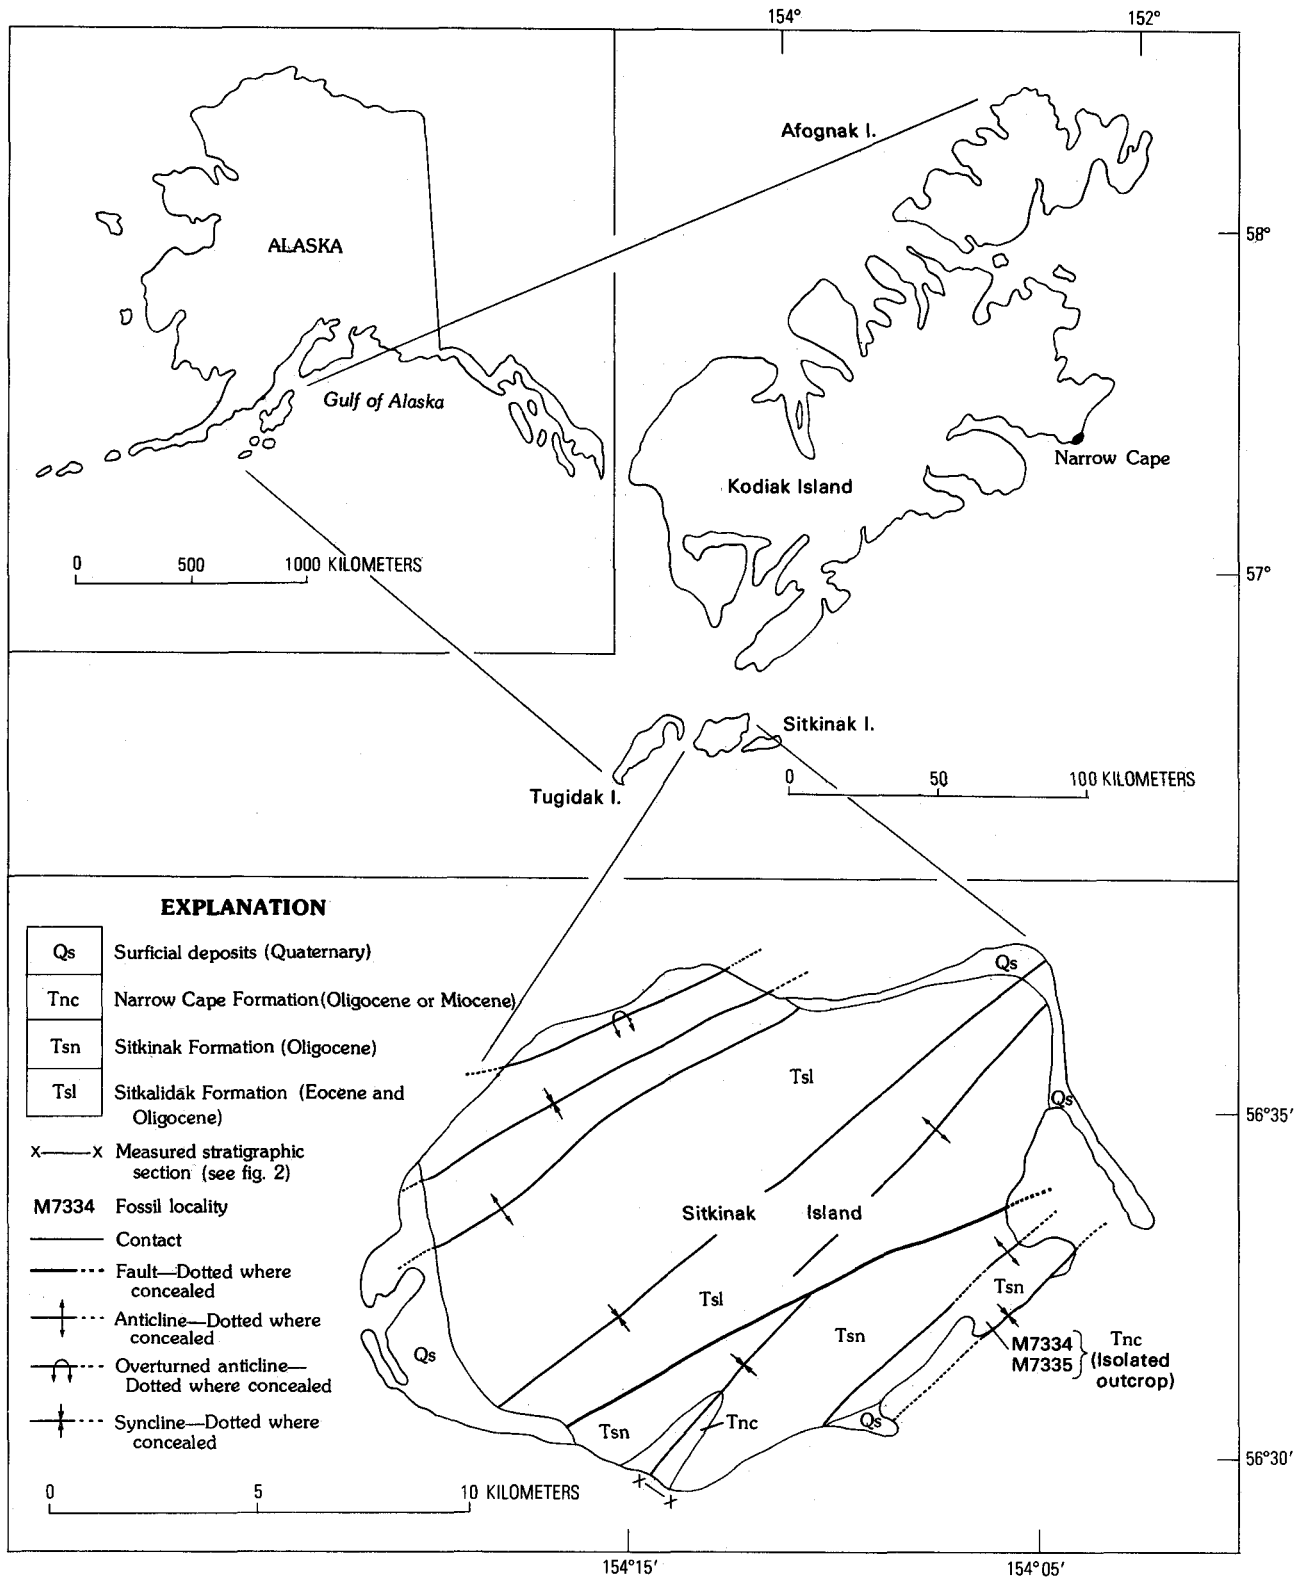 154°
152°
Afognak I.
58°
ALASKA
Gulf of Alaska
Narrow Cape
Kodiak Island
0 500 1000 KILOMETERS
57°
Sitkinak I.
Tugidak I.
0 50 100 KILOMETERS
EXPLANATION
Qs Surficial deposits (Quaternary)
Tnc Narrow Cape Formation (Oligocene or Miocene)
Tsn Sitkinak Formation (Oligocene)
Tsl Sitkalidak Formation (Eocene and
Oligocene)
X—X Measured stratigraphic
section (see fig. 2)
M7334 Fossil locality
Contact
Fault—Dotted where
concealed
Anticline—Dotted where
concealed
Overturned anticline—
Dotted where concealed
Syncline—Dotted where
concealed
0 5 10 KILOMETERS
Qs
Tsl
Qs
56°35'
Sitkinak Island
Tsn
Tsl
Tsn
M7334
M7335
Tnc
(Isolated
outcrop)
Qs
Tsn
Tnc
Qs
56°30'
X X
154°15'
154°05'